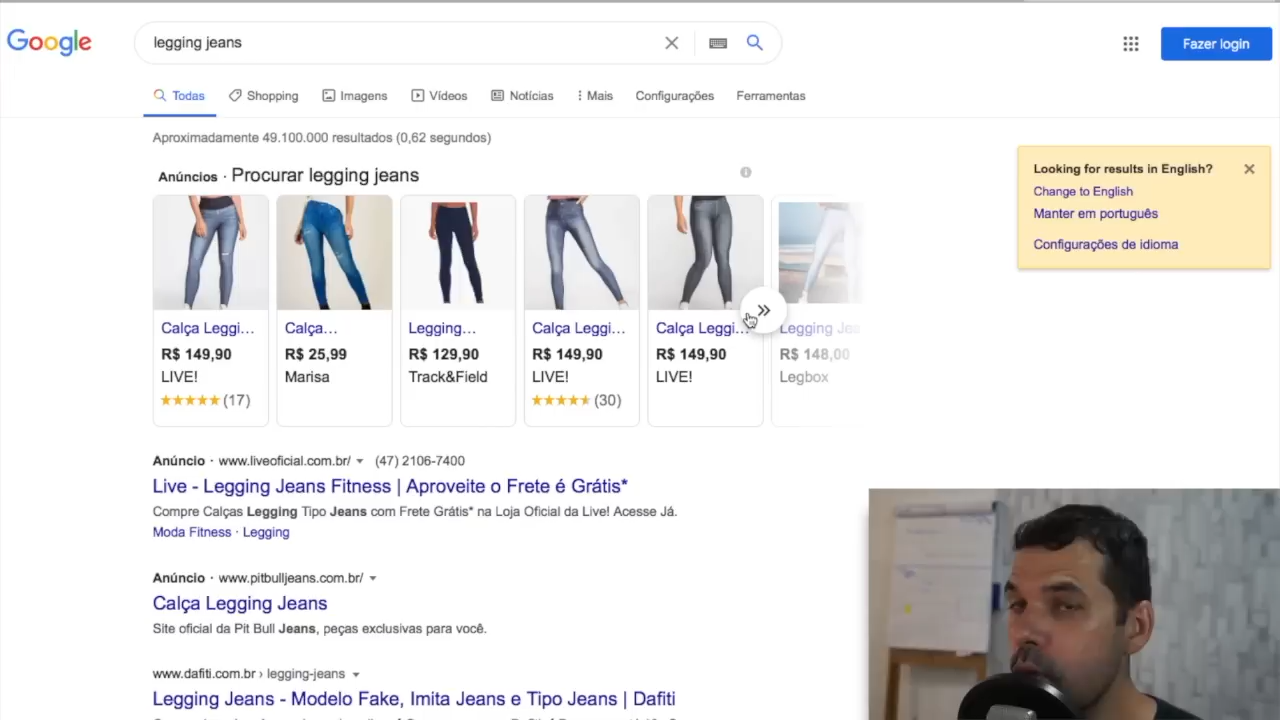 Google
legging jeans
Fazer login
Todas Shopping Imagens Vídeos Notícias Mais Configurações Ferramentas
Aproximadamente 49.100.000 resultados (0,62 segundos)
Looking for results in English?
Change to English
Manter em português
Configurações de idioma
Anúncios · Procurar legging jeans
Calça Leggi...
R$ 149,90
LIVE!
(17)
Calça...
R$ 25,99
Marisa
Legging...
R$ 129,90
Track&Field
Calça Leggi...
R$ 149,90
LIVE!
(30)
Calça Leggi...
R$ 149,90
LIVE!
Legging Jea
R$ 148,00
Legbox
Anúncio · www.liveoficial.com.br/ (47) 2106-7400
Live - Legging Jeans Fitness | Aproveite o Frete é Grátis*
Compre Calças Legging Tipo Jeans com Frete Grátis* na Loja Oficial da Live! Acesse Já.
Moda Fitness · Legging
Anúncio · www.pitbulljeans.com.br/
Calça Legging Jeans
Site oficial da Pit Bull Jeans, peças exclusivas para você.
www.dafiti.com.br › legging-jeans
Legging Jeans - Modelo Fake, Imita Jeans e Tipo Jeans | Dafiti